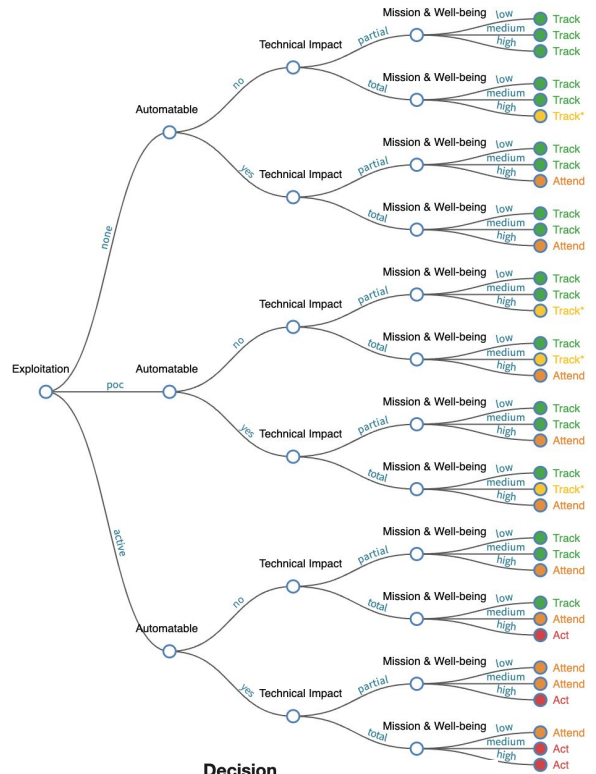 Mission & Well-being
low Track
partial medium Track
Technical Impact high Track
no total Mission & Well-being
low Track
medium Track
high Track*
Automatable
Mission & Well-being
low Track
yes partial medium Track
Technical Impact high Attend
total Mission & Well-being
low Track
medium Track
high Attend
none
Mission & Well-being
low Track
partial medium Track
Technical Impact high Track*
no total Mission & Well-being
low Track
medium Track*
Exploitation Automatable high Attend
poc
Mission & Well-being
low Track
yes partial medium Track
Technical Impact high Attend
total Mission & Well-being
low Track
medium Track*
high Attend
active
Mission & Well-being
low Track
partial medium Track
Technical Impact high Attend
no total Mission & Well-being
low Track
medium Attend
Automatable high Act
Mission & Well-being
low Attend
yes partial medium Attend
Technical Impact high Act
total Mission & Well-being
low Attend
medium Act
high Act
Decision